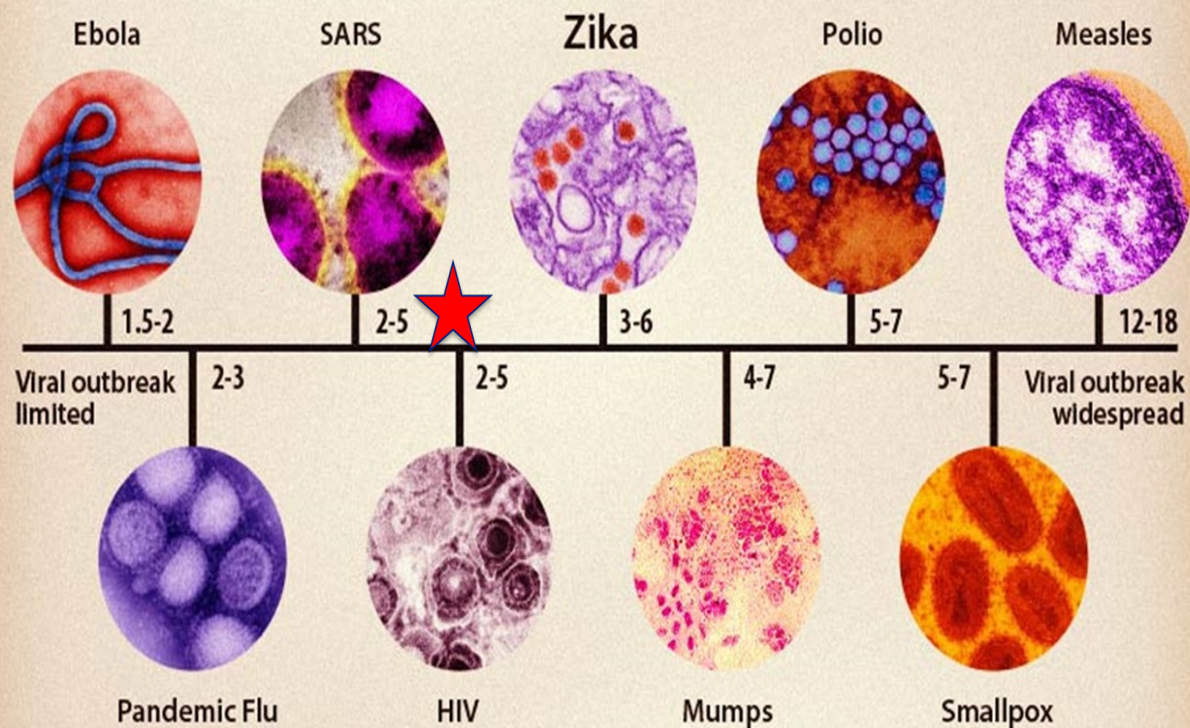 Ebola
SARS
Zika
Polio
Measles
1.5-2
2-5
3-6
5-7
12-18
Viral outbreak
limited
2-3
2-5
4-7
5-7
Viral outbreak
widespread
Pandemic Flu
HIV
Mumps
Smallpox